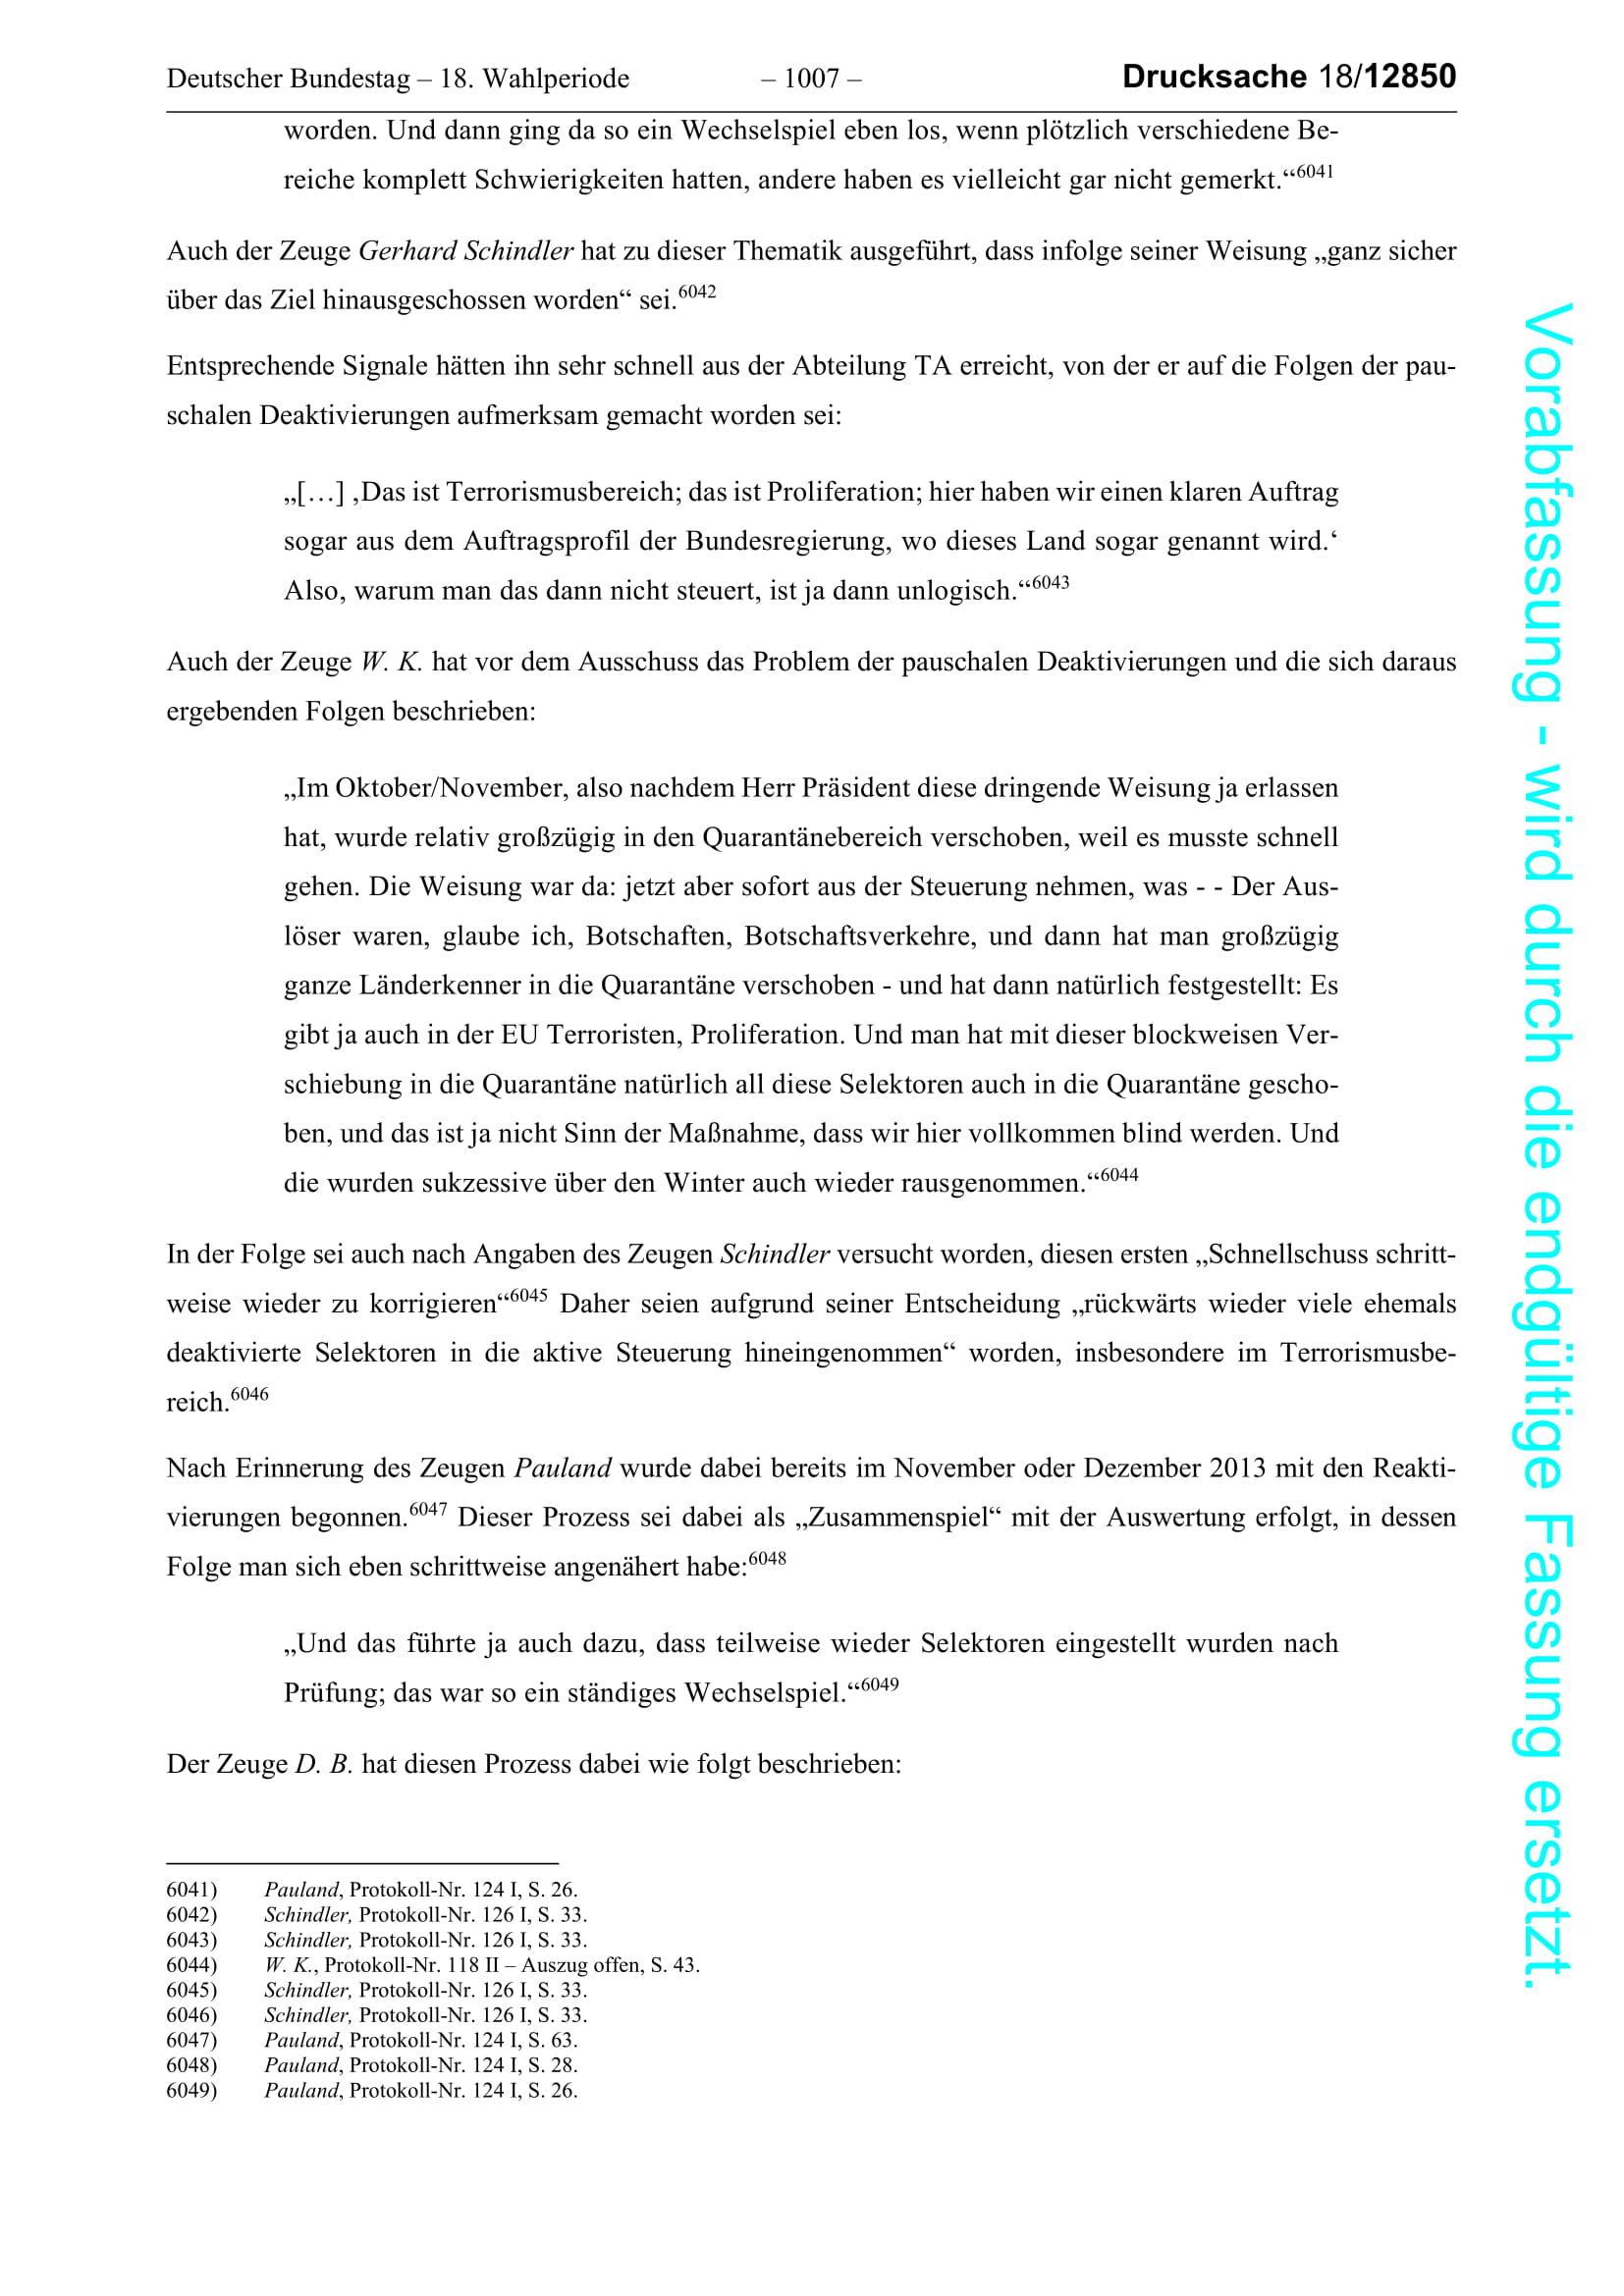 Deutscher Bundestag – 18. Wahlperiode – 1007 – Drucksache 18/12850
worden. Und dann ging da so ein Wechselspiel eben los, wenn plötzlich verschiedene Be-
reiche komplett Schwierigkeiten hatten, andere haben es vielleicht gar nicht gemerkt.“6041
Auch der Zeuge Gerhard Schindler hat zu dieser Thematik ausgeführt, dass infolge seiner Weisung „ganz sicher
über das Ziel hinausgeschossen worden“ sei.6042
Entsprechende Signale hätten ihn sehr schnell aus der Abteilung TA erreicht, von der er auf die Folgen der pau-
schalen Deaktivierungen aufmerksam gemacht worden sei:
„[…] ‚Das ist Terrorismusbereich; das ist Proliferation; hier haben wir einen klaren Auftrag
sogar aus dem Auftragsprofil der Bundesregierung, wo dieses Land sogar genannt wird.‘
Also, warum man das dann nicht steuert, ist ja dann unlogisch.“6043
Auch der Zeuge W. K. hat vor dem Ausschuss das Problem der pauschalen Deaktivierungen und die sich daraus
ergebenden Folgen beschrieben:
„Im Oktober/November, also nachdem Herr Präsident diese dringende Weisung ja erlassen
hat, wurde relativ großzügig in den Quarantänebereich verschoben, weil es musste schnell
gehen. Die Weisung war da: jetzt aber sofort aus der Steuerung nehmen, was - - Der Aus-
löser waren, glaube ich, Botschaften, Botschaftsverkehre, und dann hat man großzügig
ganze Länderkenner in die Quarantäne verschoben - und hat dann natürlich festgestellt: Es
gibt ja auch in der EU Terroristen, Proliferation. Und man hat mit dieser blockweisen Ver-
schiebung in die Quarantäne natürlich all diese Selektoren auch in die Quarantäne gescho-
ben, und das ist ja nicht Sinn der Maßnahme, dass wir hier vollkommen blind werden. Und
die wurden sukzessive über den Winter auch wieder rausgenommen.“6044
In der Folge sei auch nach Angaben des Zeugen Schindler versucht worden, diesen ersten „Schnellschuss schritt-
weise wieder zu korrigieren“6045 Daher seien aufgrund seiner Entscheidung „rückwärts wieder viele ehemals
deaktivierte Selektoren in die aktive Steuerung hineingenommen“ worden, insbesondere im Terrorismusbe-
reich.6046
Nach Erinnerung des Zeugen Pauland wurde dabei bereits im November oder Dezember 2013 mit den Reakti-
vierungen begonnen.6047 Dieser Prozess sei dabei als „Zusammenspiel“ mit der Auswertung erfolgt, in dessen
Folge man sich eben schrittweise angenähert habe:6048
„Und das führte ja auch dazu, dass teilweise wieder Selektoren eingestellt wurden nach
Prüfung; das war so ein ständiges Wechselspiel.“6049
Der Zeuge D. B. hat diesen Prozess dabei wie folgt beschrieben:
6041) Pauland, Protokoll-Nr. 124 I, S. 26.
6042) Schindler, Protokoll-Nr. 126 I, S. 33.
6043) Schindler, Protokoll-Nr. 126 I, S. 33.
6044) W. K., Protokoll-Nr. 118 II – Auszug offen, S. 43.
6045) Schindler, Protokoll-Nr. 126 I, S. 33.
6046) Schindler, Protokoll-Nr. 126 I, S. 33.
6047) Pauland, Protokoll-Nr. 124 I, S. 63.
6048) Pauland, Protokoll-Nr. 124 I, S. 28.
6049) Pauland, Protokoll-Nr. 124 I, S. 26.
Vorabfassung - wird durch die endgültige Fassung ersetzt.